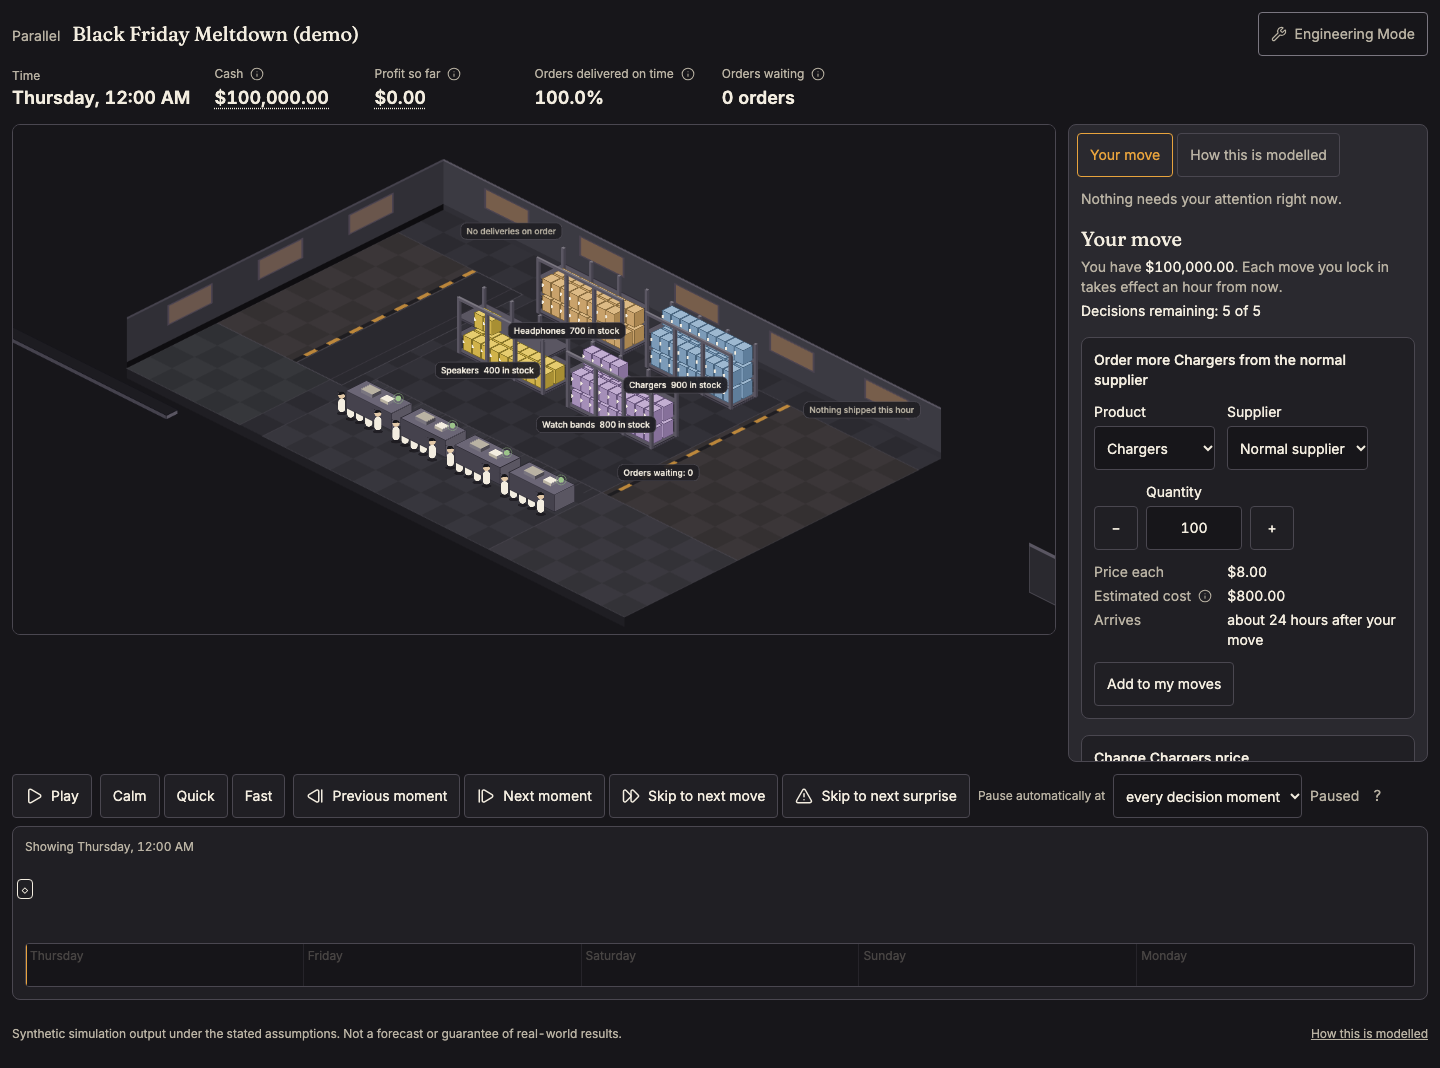 Parallel Black Friday Meltdown (demo)
Engineering Mode
Time
Thursday, 12:00 AM
Cash
$100,000.00
Profit so far
$0.00
Orders delivered on time
100.0%
Orders waiting
0 orders
No deliveries on order
Headphones 700 in stock
Speakers 400 in stock
Chargers 900 in stock
Watch bands 800 in stock
Nothing shipped this hour
Orders waiting: 0
Your move
How this is modelled
Nothing needs your attention right now.
Your move
You have $100,000.00. Each move you lock in
takes effect an hour from now.
Decisions remaining: 5 of 5
Order more Chargers from the normal
supplier
Product
Supplier
Chargers
Normal supplier
Quantity
− 100 +
Price each $8.00
Estimated cost $800.00
Arrives about 24 hours after your
move
Add to my moves
Change Chargers price
Play
Calm
Quick
Fast
Previous moment
Next moment
Skip to next move
Skip to next surprise
Pause automatically at
every decision moment
Paused
?
Showing Thursday, 12:00 AM
Thursday
Friday
Saturday
Sunday
Monday
Synthetic simulation output under the stated assumptions. Not a forecast or guarantee of real-world results.
How this is modelled